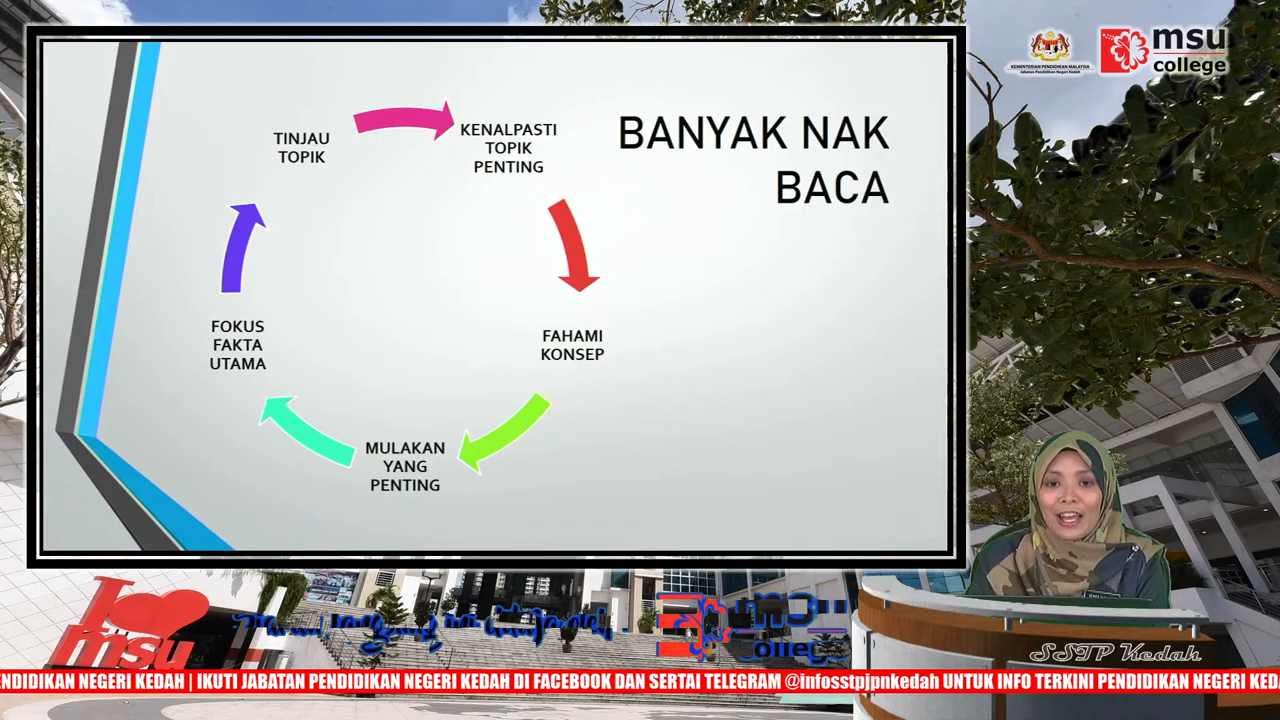 KEMENTERIAN PENDIDIKAN MALAYSIA
Jabatan Pendidikan Negeri Kedah
msu
college
BANYAK NAK
BACA
TINJAU
TOPIK
KENALPASTI
TOPIK
PENTING
FAHAMI
KONSEP
MULAKAN
YANG
PENTING
FOKUS
FAKTA
UTAMA
I
msu
msu
College
SSTP Kedah
PENDIDIKAN NEGERI KEDAH | IKUTI JABATAN PENDIDIKAN NEGERI KEDAH DI FACEBOOK DAN SERTAI TELEGRAM @infosstpjpnkedah UNTUK INFO TERKINI PENDIDIKAN NEGERI